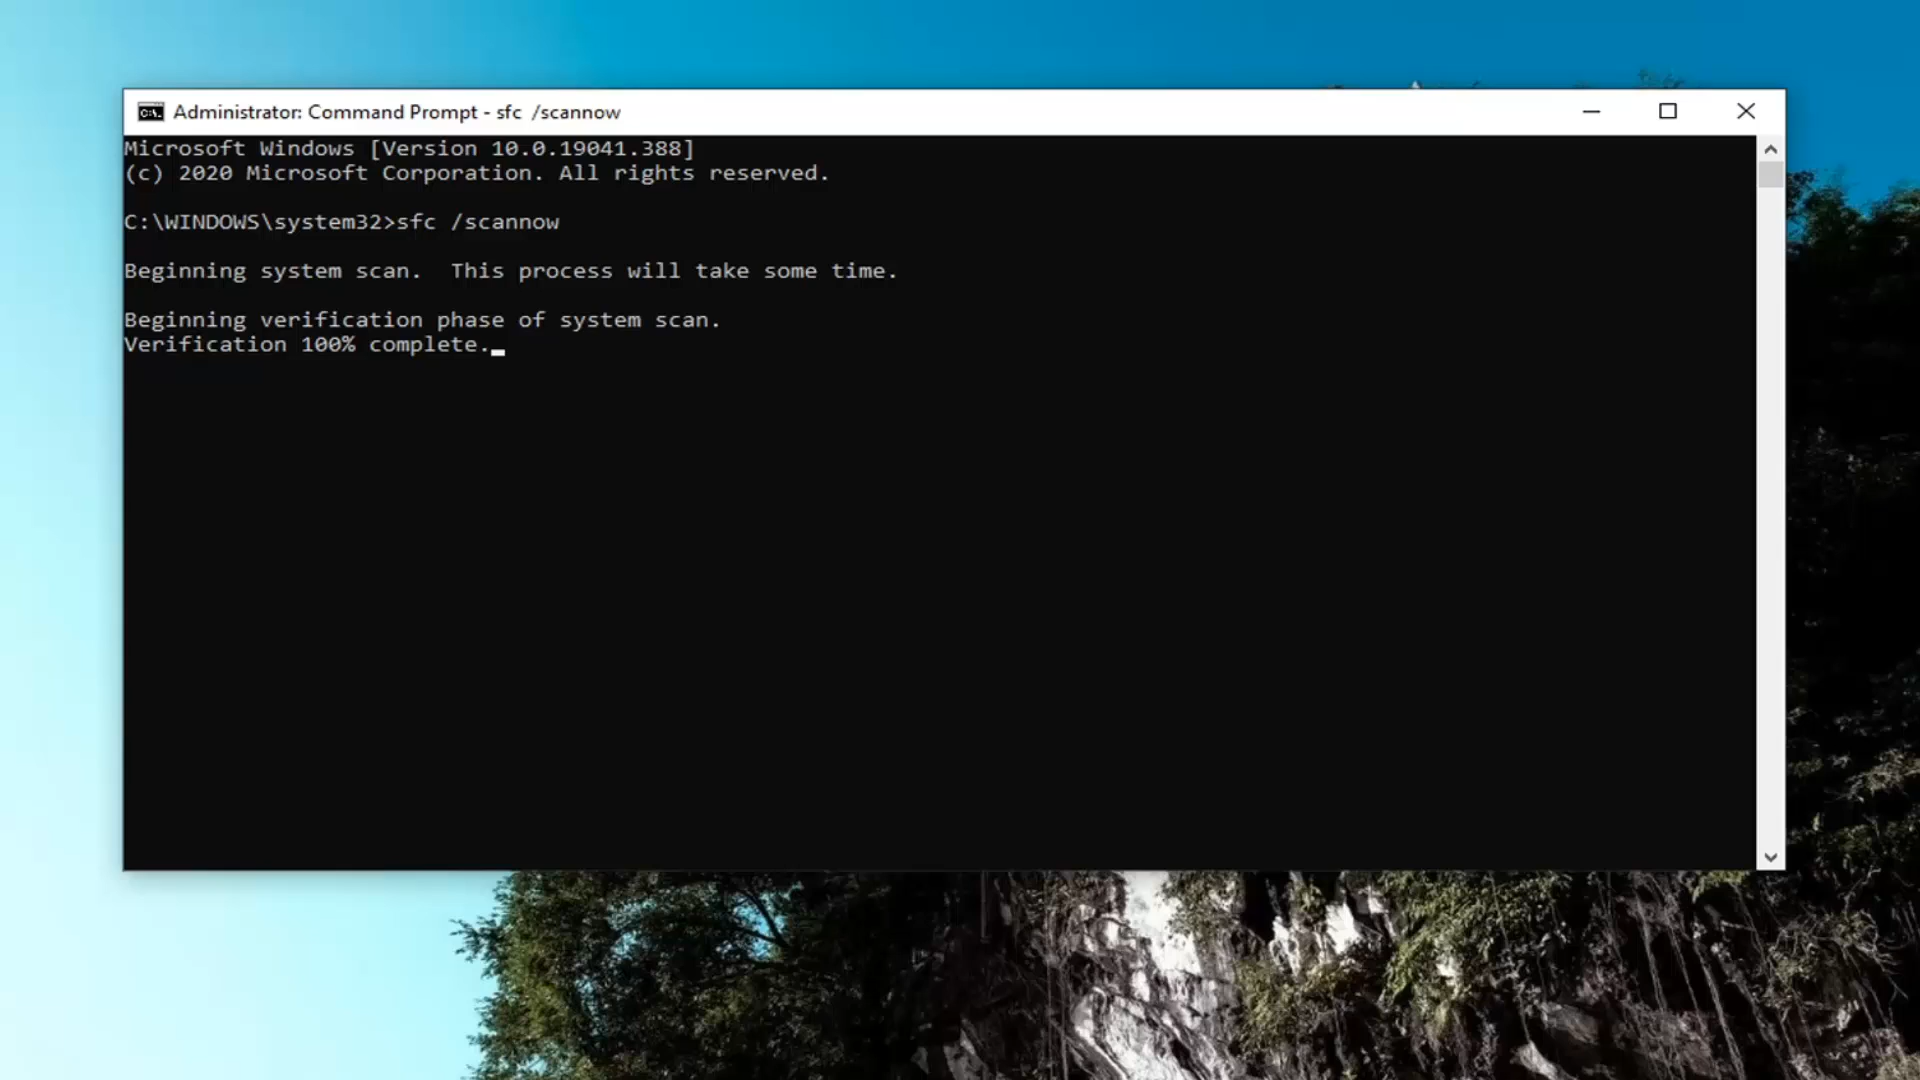 Administrator: Command Prompt - sfc  /scannow
Microsoft Windows [Version 10.0.19041.388]
(c) 2020 Microsoft Corporation. All rights reserved.
C:\WINDOWS\system32>sfc /scannow
Beginning system scan.  This process will take some time.
Beginning verification phase of system scan.
Verification 100% complete.